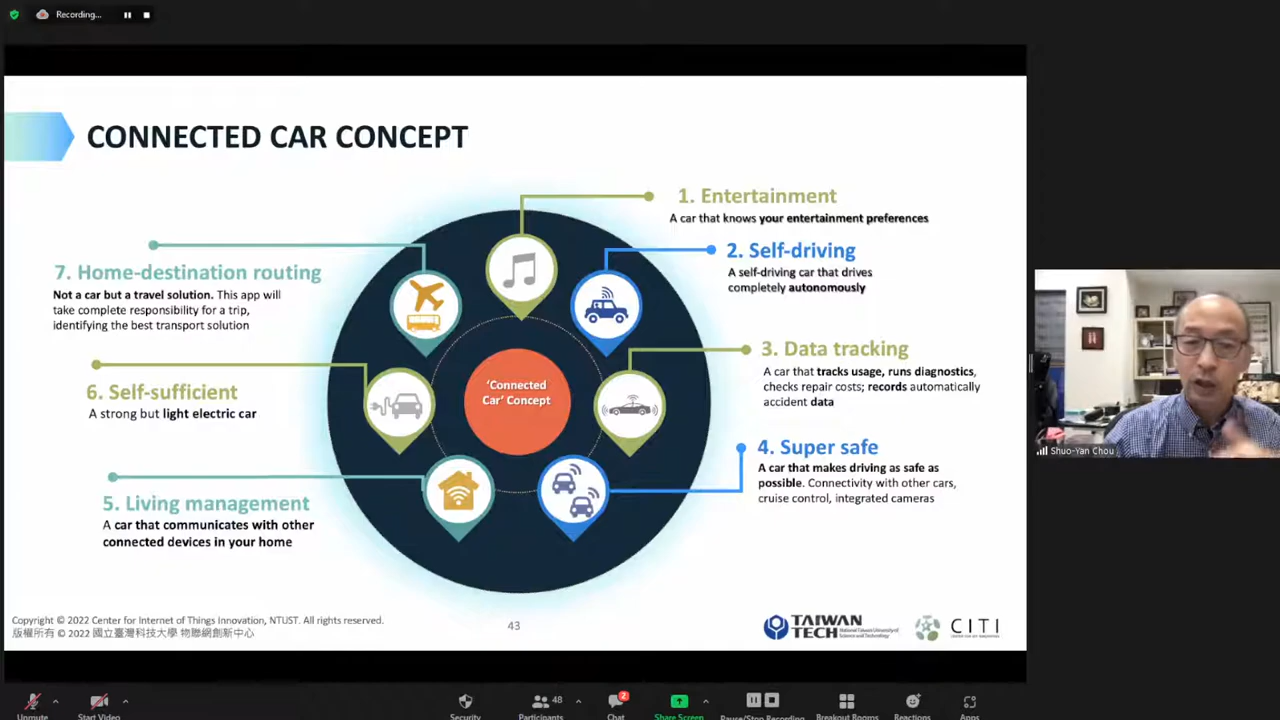 Recording...
CONNECTED CAR CONCEPT
1. Entertainment
A car that knows your entertainment preferences
2. Self-driving
A self-driving car that drives
completely autonomously
7. Home-destination routing
Not a car but a travel solution. This app will
take complete responsibility for a trip,
identifying the best transport solution
3. Data tracking
A car that tracks usage, runs diagnostics,
checks repair costs; records automatically
accident data
'Connected
Car' Concept
6. Self-sufficient
A strong but light electric car
4. Super safe
A car that makes driving as safe as
possible. Connectivity with other cars,
cruise control, integrated cameras
5. Living management
A car that communicates with other
connected devices in your home
Shuo-Yan Chou
Copyright © 2022 Center for Internet of Things Innovation, NTUST. All rights reserved.
版權所有 © 2022 國立臺灣科技大學 物聯網創新中心
43
TAIWAN
TECH
National Taiwan University of
Science and Technology
CITI
CENTER FOR IOT INNOVATION
48
2
Unmute
Start Video
Security
Participants
Chat
Share Screen
Pause/Stop Recording
Breakout Rooms
Reactions
Apps